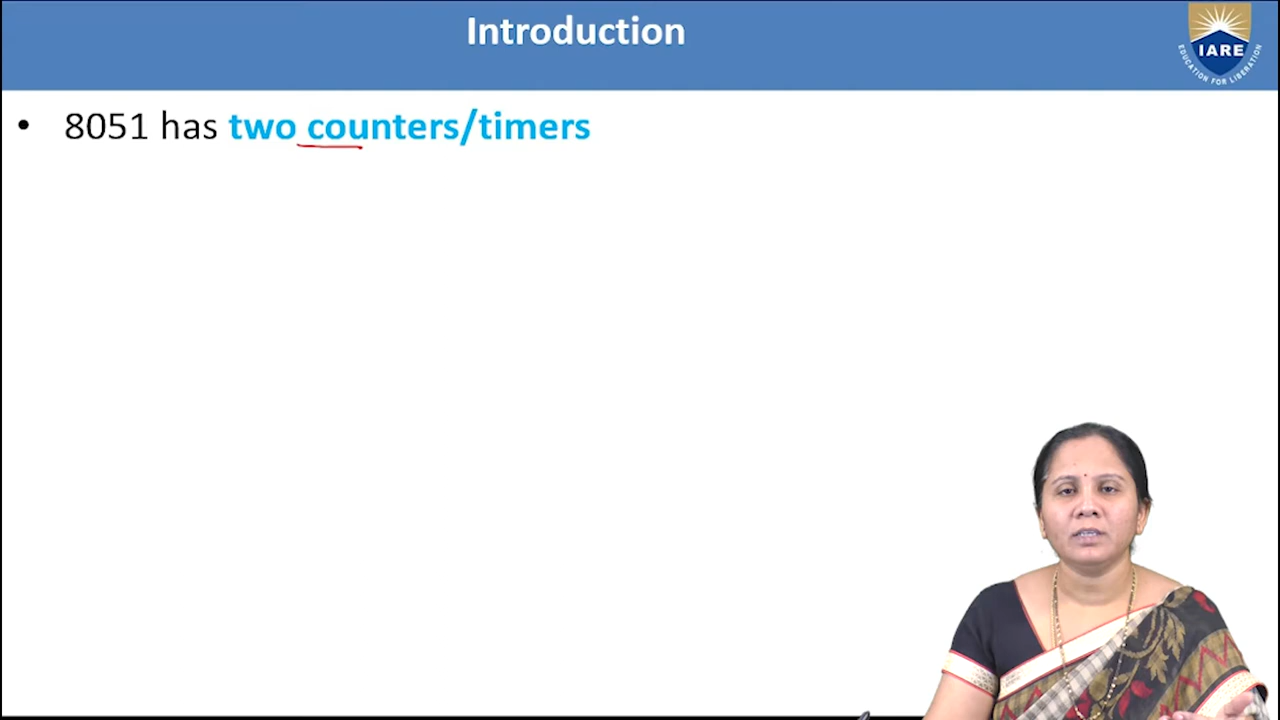 Introduction
IARE
EDUCATION FOR LIBERATION
• 8051 has two counters/timers